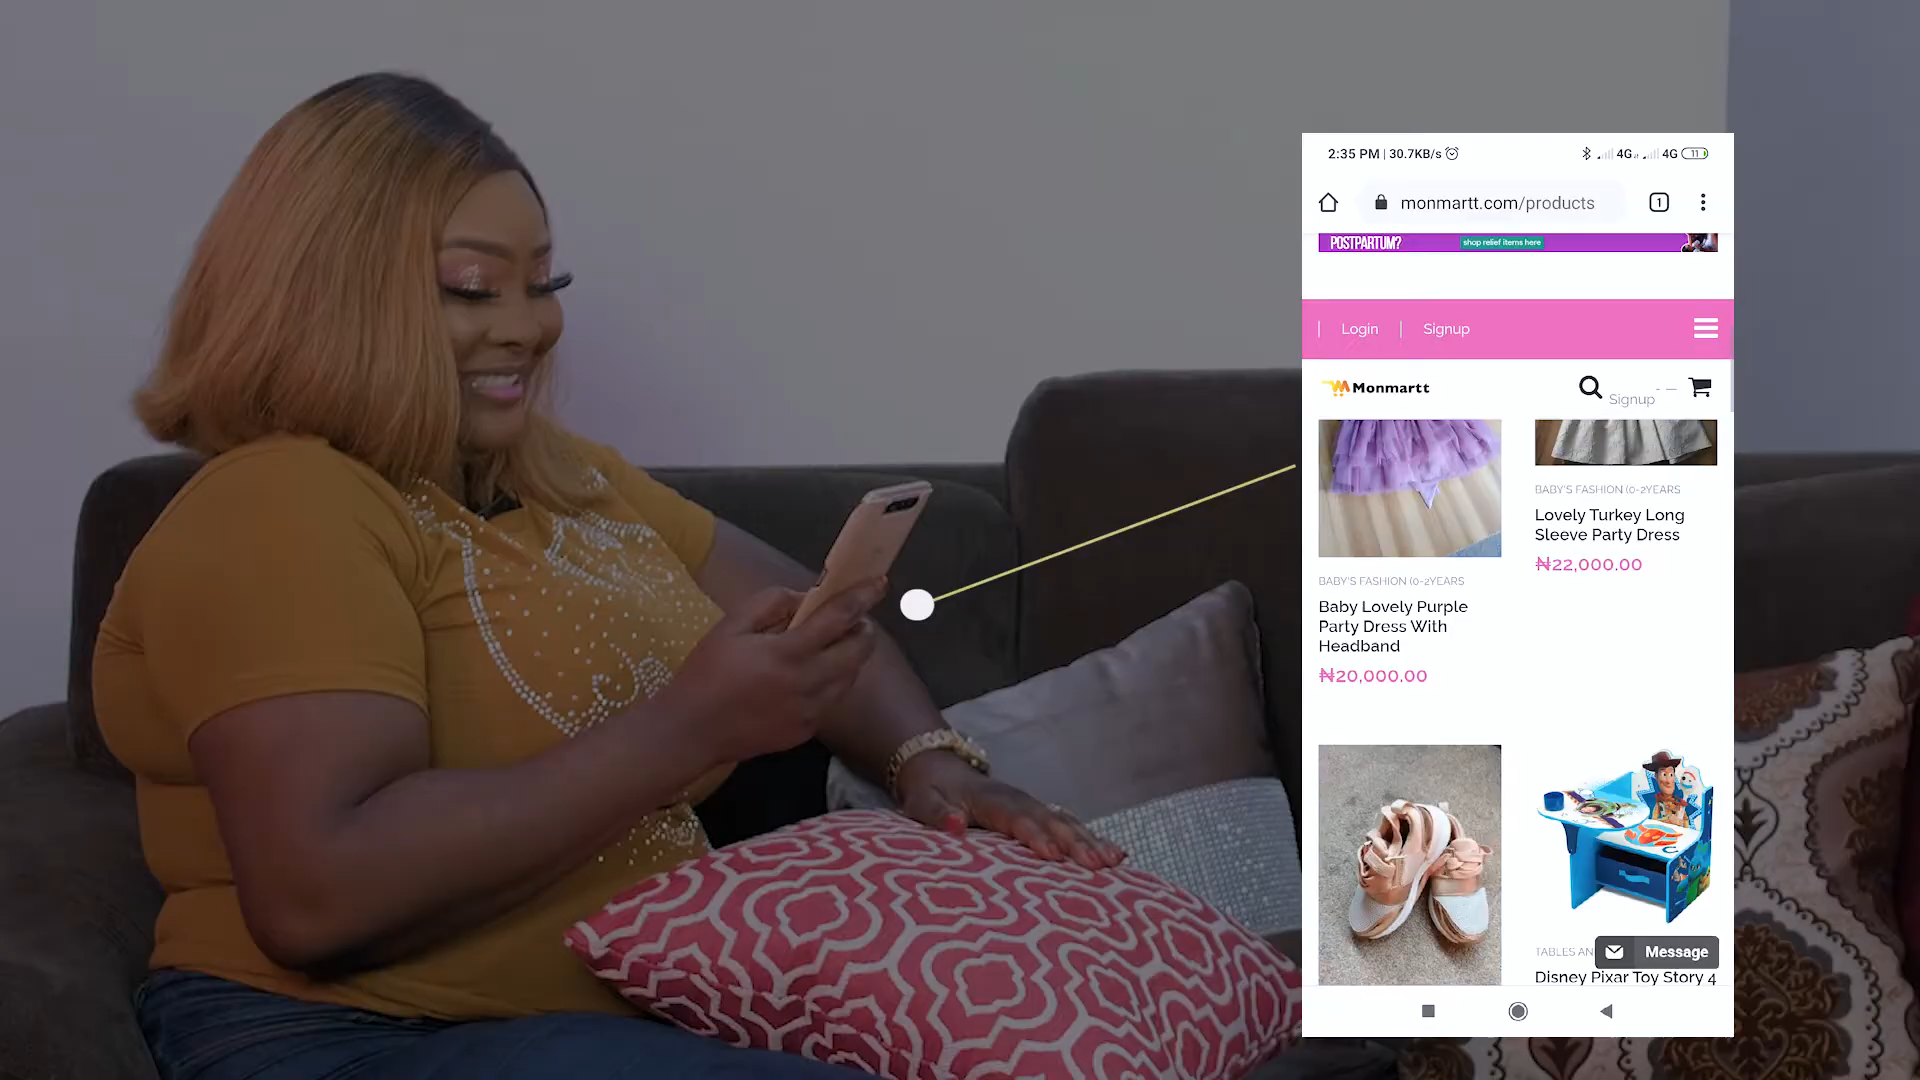 2:35 PM | 30.7KB/s
4G 4G 11
monmartt.com/products
1
POSTPARTUM?
shop relief items here
| Login | Signup
Monmartt
Signup
BABY'S FASHION (0-2YEARS
Lovely Turkey Long
Sleeve Party Dress
₦22,000.00
BABY'S FASHION (0-2YEARS
Baby Lovely Purple
Party Dress With
Headband
₦20,000.00
TABLES AN
Message
Disney Pixar Toy Story 4